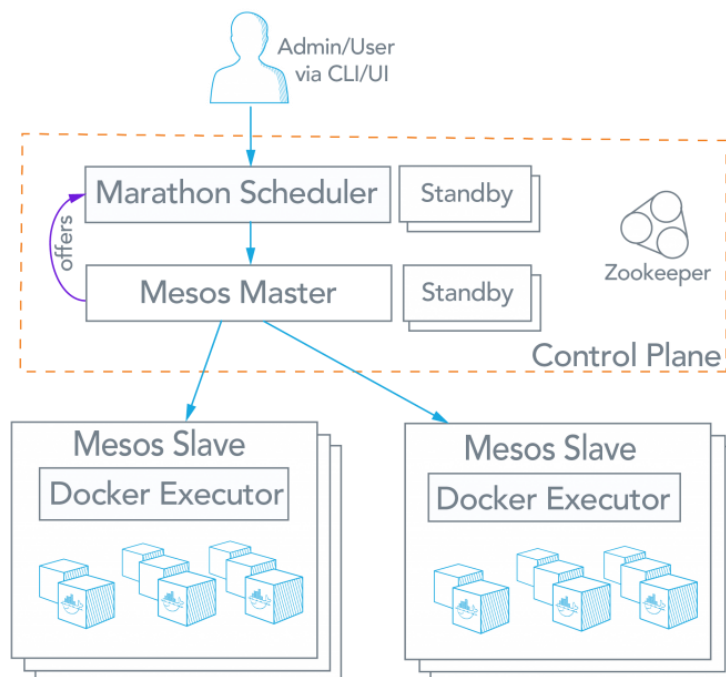 Admin/User
via CLI/UI
Marathon Scheduler
Standby
offers
Zookeeper
Mesos Master
Standby
Control Plane
Mesos Slave
Docker Executor
Mesos Slave
Docker Executor